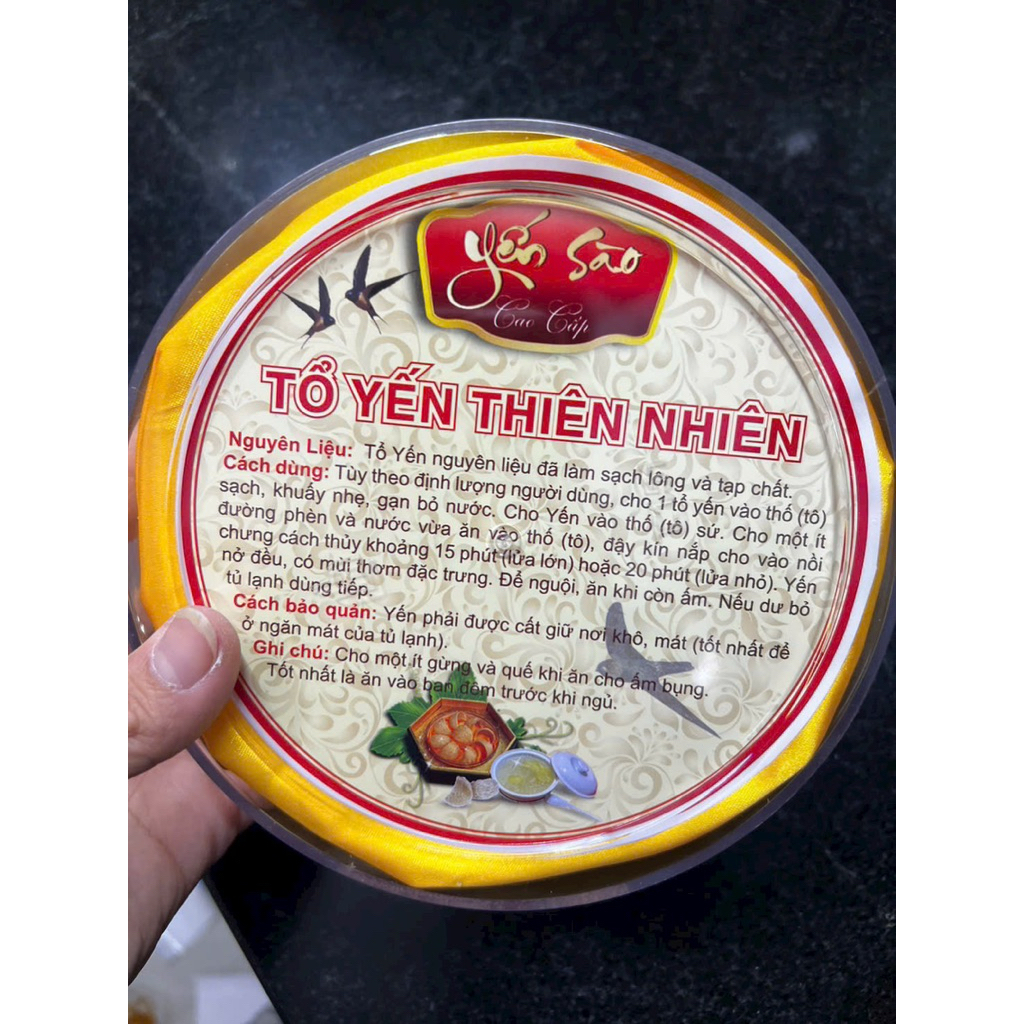 Yến Sào
Cao Cấp
TỔ YẾN THIÊN NHIÊN
Nguyên Liệu: Tổ Yến nguyên liệu đã làm sạch lông và tạp chất.
Cách dùng: Tùy theo định lượng người dùng, cho 1 tổ yến vào thố (tô)
sạch, khuấy nhẹ, gạn bỏ nước. Cho Yến vào thố (tô) sứ. Cho một ít
đường phèn và nước vừa ăn vào thố (tô), đậy kín nắp cho vào nồi
chưng cách thủy khoảng 15 phút (lửa lớn) hoặc 20 phút (lửa nhỏ). Yến
nở đều, có mùi thơm đặc trưng. Để nguội, ăn khi còn ấm. Nếu dư bỏ
tủ lạnh dùng tiếp.
Cách bảo quản: Yến phải được cất giữ nơi khô, mát (tốt nhất để
ở ngăn mát của tủ lạnh).
Ghi chú: Cho một ít gừng và quế khi ăn cho ấm bụng.
Tốt nhất là ăn vào ban đêm trước khi ngủ.